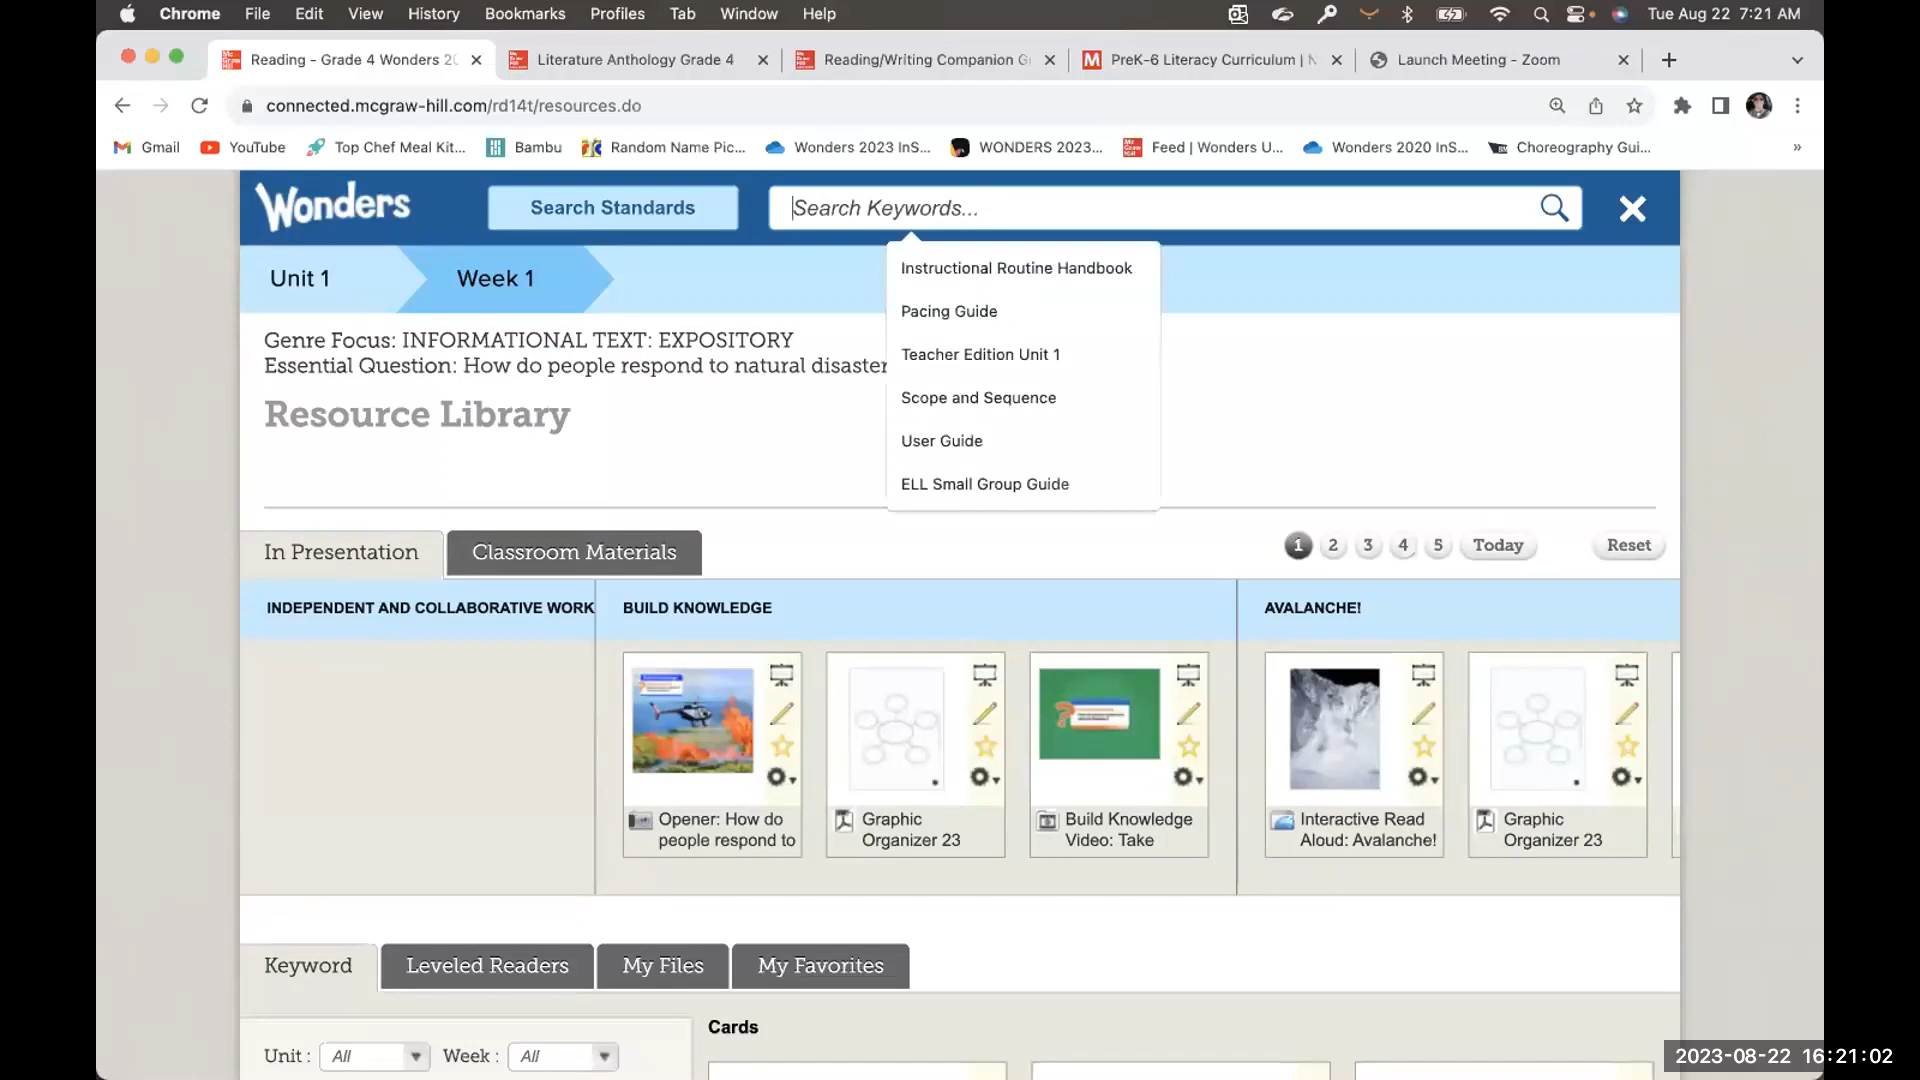 Chrome File Edit View History Bookmarks Profiles Tab Window Help Tue Aug 22 7:21 AM
Reading - Grade 4 Wonders 20
Literature Anthology Grade 4
Reading/Writing Companion G
PreK-6 Literacy Curriculum | N
Launch Meeting - Zoom
connected.mcgraw-hill.com/rd14t/resources.do
Gmail YouTube Top Chef Meal Kit... Bambu Random Name Pic... Wonders 2023 InS... WONDERS 2023... Feed | Wonders U... Wonders 2020 InS... Choreography Gui... »
Wonders
Search Standards
Search Keywords...
Unit 1
Week 1
Instructional Routine Handbook
Pacing Guide
Teacher Edition Unit 1
Scope and Sequence
User Guide
ELL Small Group Guide
Genre Focus: INFORMATIONAL TEXT: EXPOSITORY
Essential Question: How do people respond to natural disaster
Resource Library
In Presentation
Classroom Materials
1 2 3 4 5 Today Reset
INDEPENDENT AND COLLABORATIVE WORK
BUILD KNOWLEDGE
AVALANCHE!
Opener: How do
people respond to
Graphic
Organizer 23
Build Knowledge
Video: Take
Interactive Read
Aloud: Avalanche!
Graphic
Organizer 23
Keyword
Leveled Readers
My Files
My Favorites
Cards
Unit : All Week : All
2023-08-22 16:21:02